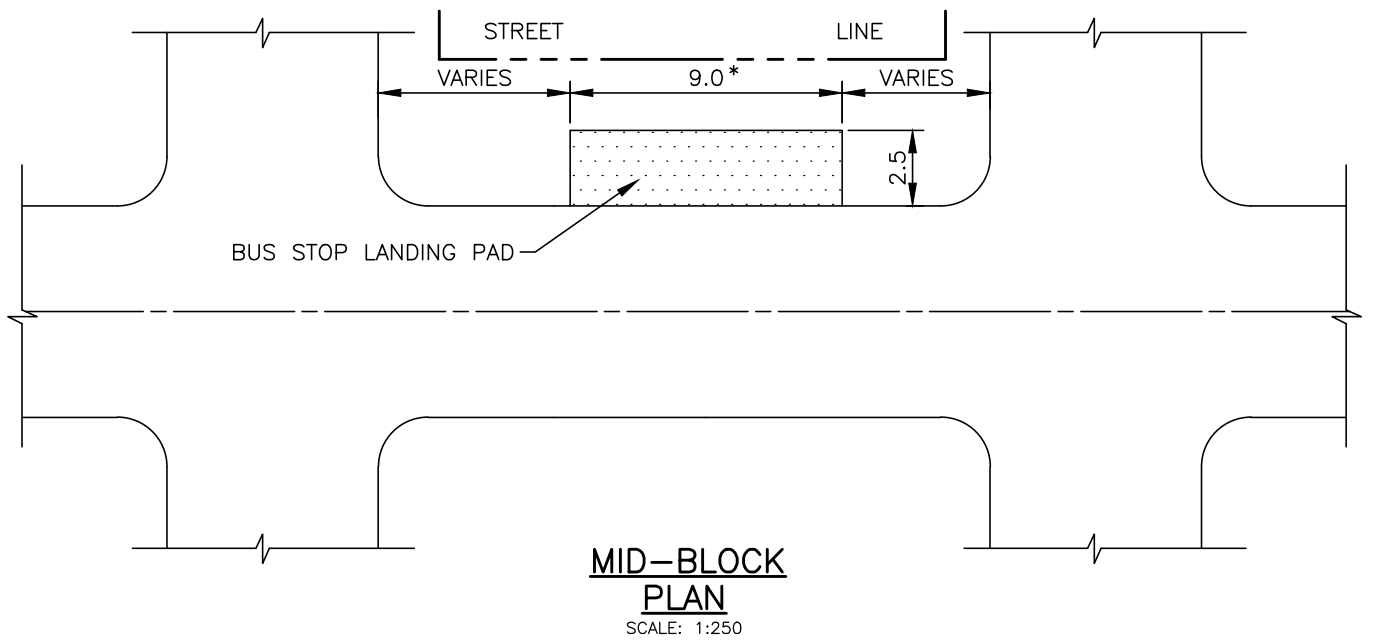 STREET LINE
VARIES 9.0* VARIES
2.5
BUS STOP LANDING PAD
MID-BLOCK
PLAN
SCALE: 1:250